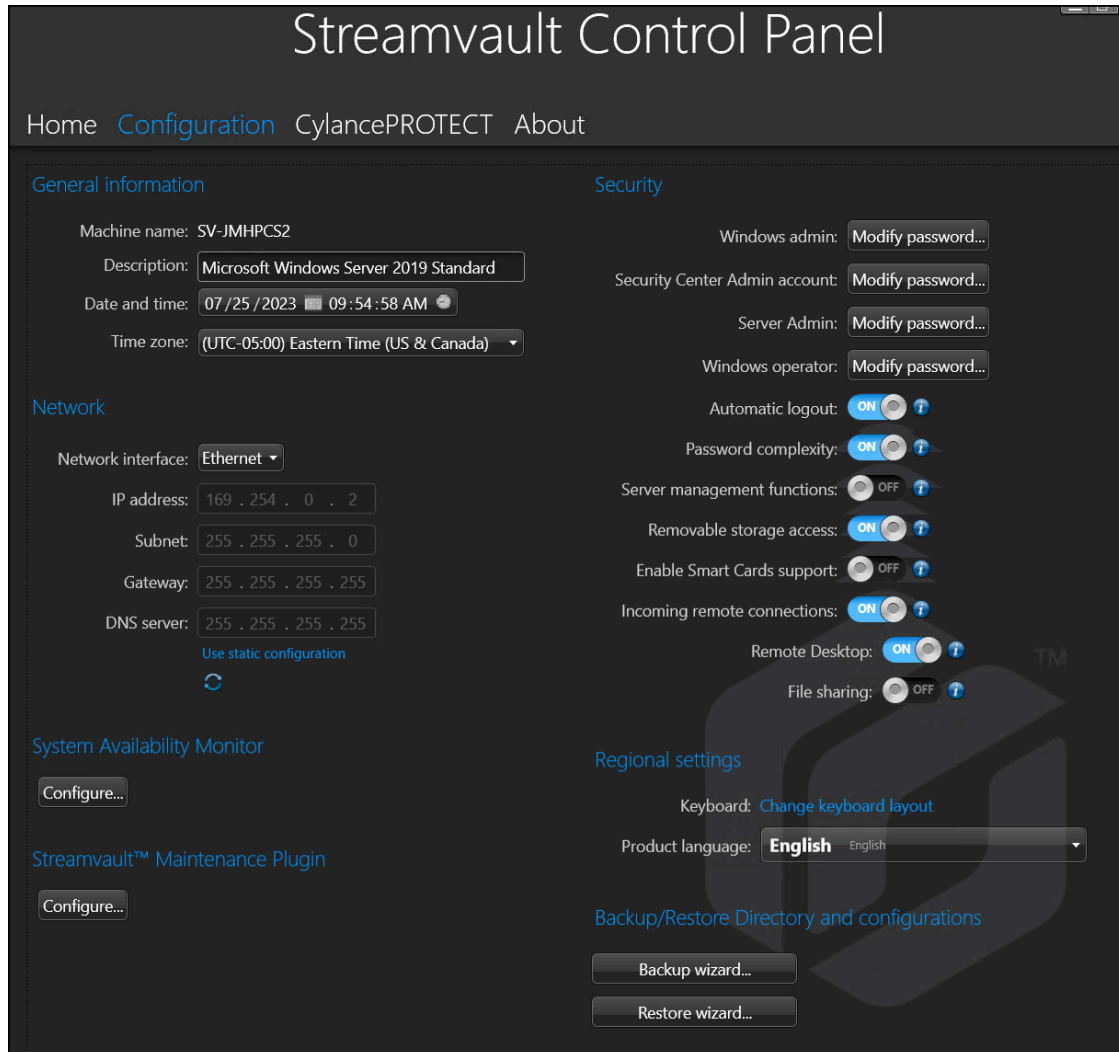 Streamvault Control Panel
Home Configuration CylancePROTECT About
General information
Machine name: SV-JMHPCS2
Description: Microsoft Windows Server 2019 Standard
Date and time: 07/25/2023 09:54:58 AM
Time zone: (UTC-05:00) Eastern Time (US & Canada)
Network
Network interface: Ethernet
IP address: 169 . 254 . 0 . 2
Subnet: 255 . 255 . 255 . 0
Gateway: 255 . 255 . 255 . 255
DNS server: 255 . 255 . 255 . 255
Use static configuration
System Availability Monitor
Configure...
Streamvault™ Maintenance Plugin
Configure...
Security
Windows admin: Modify password...
Security Center Admin account: Modify password...
Server Admin: Modify password...
Windows operator: Modify password...
Automatic logout: ON
Password complexity: ON
Server management functions: OFF
Removable storage access: ON
Enable Smart Cards support: OFF
Incoming remote connections: ON
Remote Desktop: ON
File sharing: OFF
TM
Regional settings
Keyboard: Change keyboard layout
Product language: English English
Backup/Restore Directory and configurations
Backup wizard...
Restore wizard...